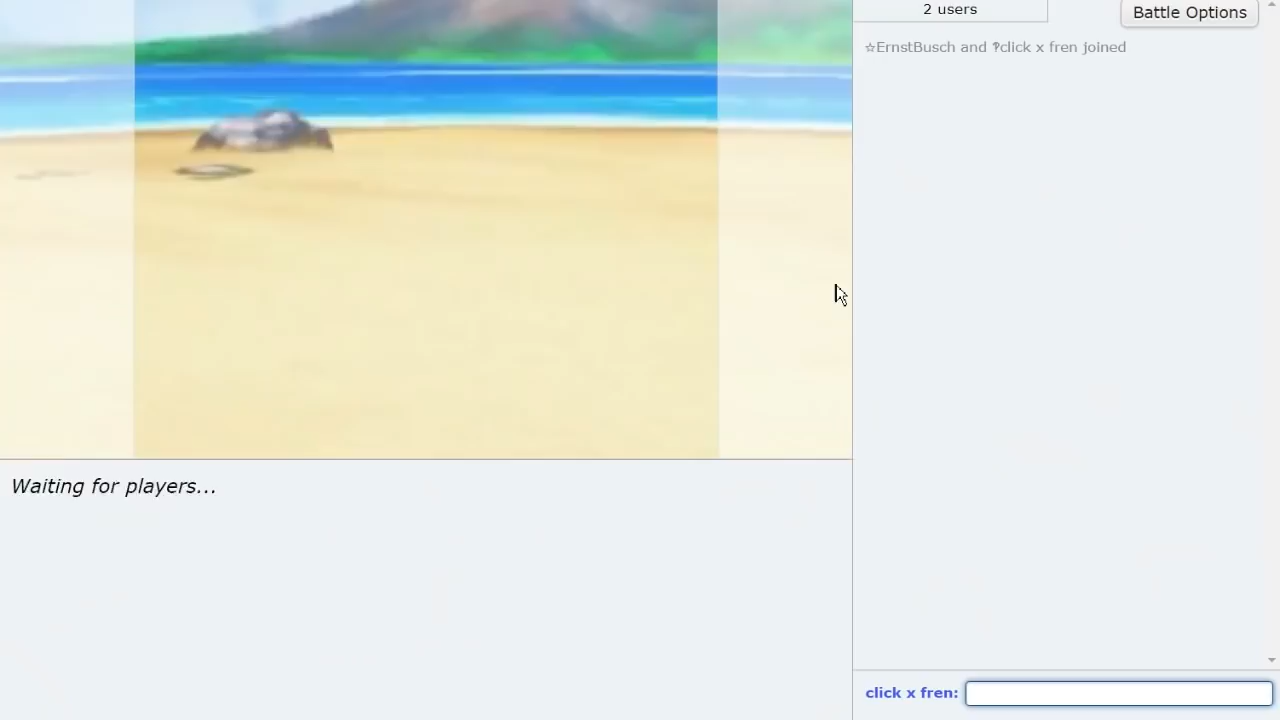 2 users
Battle Options
☆ErnstBusch and ‽click x fren joined
Waiting for players...
click x fren: